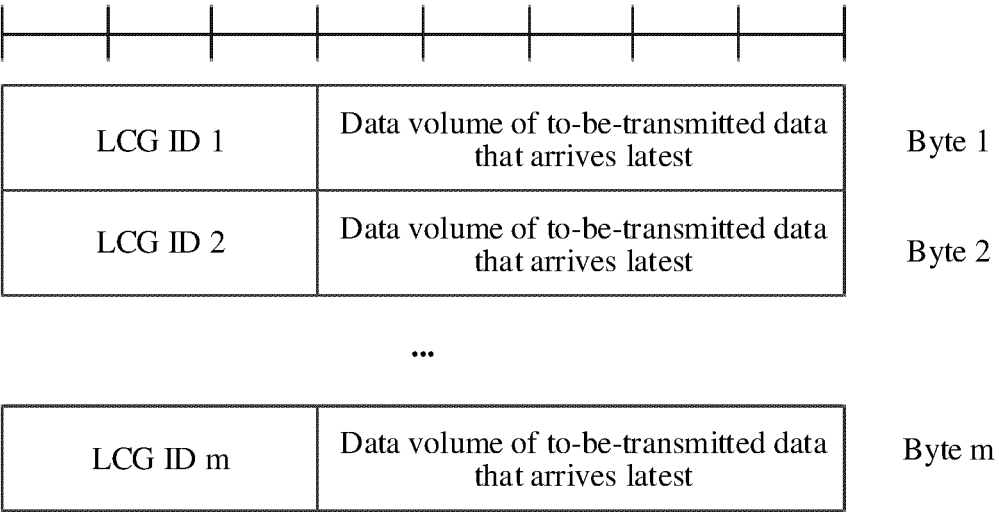 LCG ID 1
Data volume of to-be-transmitted data
that arrives latest
Byte 1
LCG ID 2
Data volume of to-be-transmitted data
that arrives latest
Byte 2
...
LCG ID m
Data volume of to-be-transmitted data
that arrives latest
Byte m